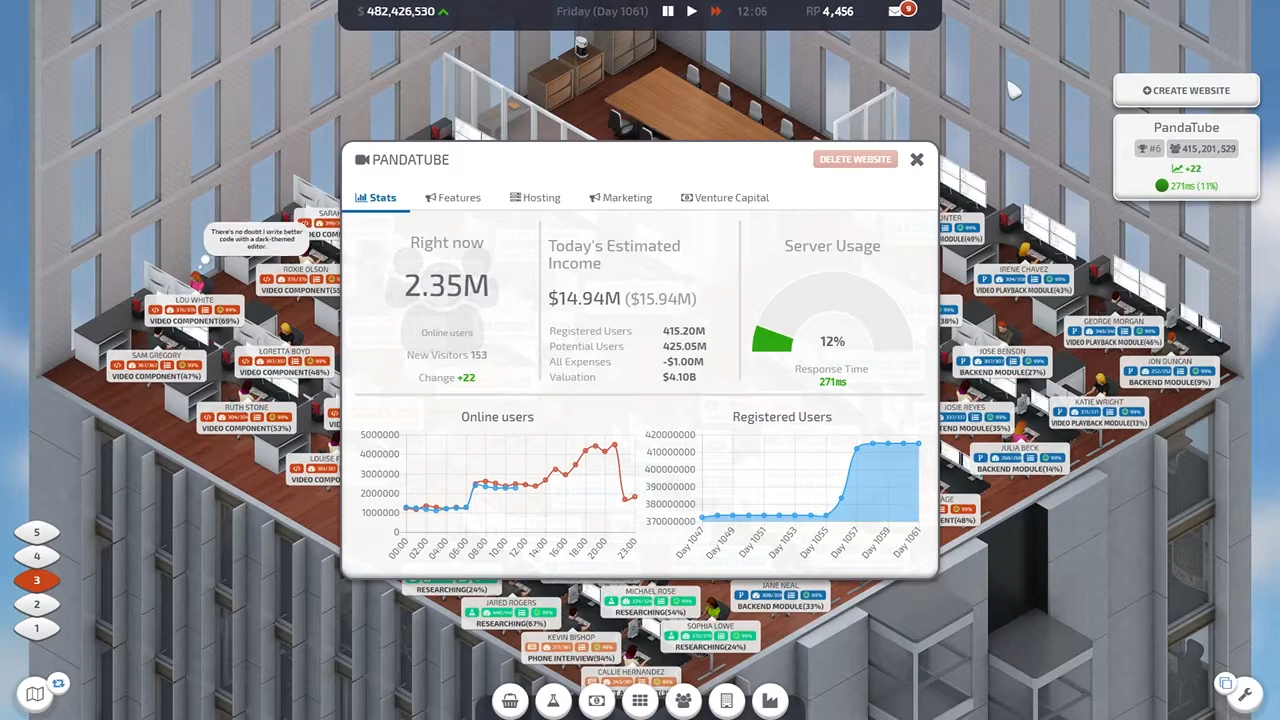 $ 482,426,530
Friday (Day 1061)
12:05
RP 4,456
9
CREATE WEBSITE
PandaTube
#6
415,201,529
+22
271ms (11%)
PANDATUBE
DELETE WEBSITE
Stats
Features
Hosting
Marketing
Venture Capital
Right now
2.35M
Online users
New Visitors 153
Change +22
Today's Estimated
Income
$14.94M ($15.94M)
Registered Users 415.20M
Potential Users 425.05M
All Expenses -$1.00M
Valuation $4.10B
Server Usage
12%
Response Time
271ms
Online users
5000000
4000000
3000000
2000000
1000000
0
00:00
02:00
04:00
06:00
08:00
10:00
12:00
14:00
16:00
18:00
20:00
23:00
Registered Users
420000000
410000000
400000000
390000000
380000000
370000000
Day 1049
Day 1051
Day 1053
Day 1055
Day 1057
Day 1059
Day 1061
There's no doubt I write better
code with a dark-themed
editor.
ROXIE OLSON
LOU WHITE
VIDEO COMPONENT(69%)
SAM GREGORY
VIDEO COMPONENT(47%)
LORETTA BOYD
VIDEO COMPONENT(48%)
RUTH STONE
VIDEO COMPONENT(53%)
IRENE CHAVEZ
VIDEO PLAYBACK MODULE(43%)
GEORGE MORGAN
VIDEO PLAYBACK MODULE(46%)
JOSE BENSON
BACKEND MODULE(27%)
JON DUNCAN
BACKEND MODULE(9%)
KATIE WRIGHT
VIDEO PLAYBACK MODULE(13%)
JOSIE REYES
JULIA BECK
BACKEND MODULE(14%)
RESEARCHING(24%)
JARED ROGERS
RESEARCHING(67%)
MICHAEL ROSE
RESEARCHING(54%)
JANE NEAL
BACKEND MODULE(33%)
SOPHIA LOWE
RESEARCHING(24%)
KEVIN BISHOP
PHONE INTERVIEW(94%)
CALLIE HERNANDEZ
5
4
3
2
1